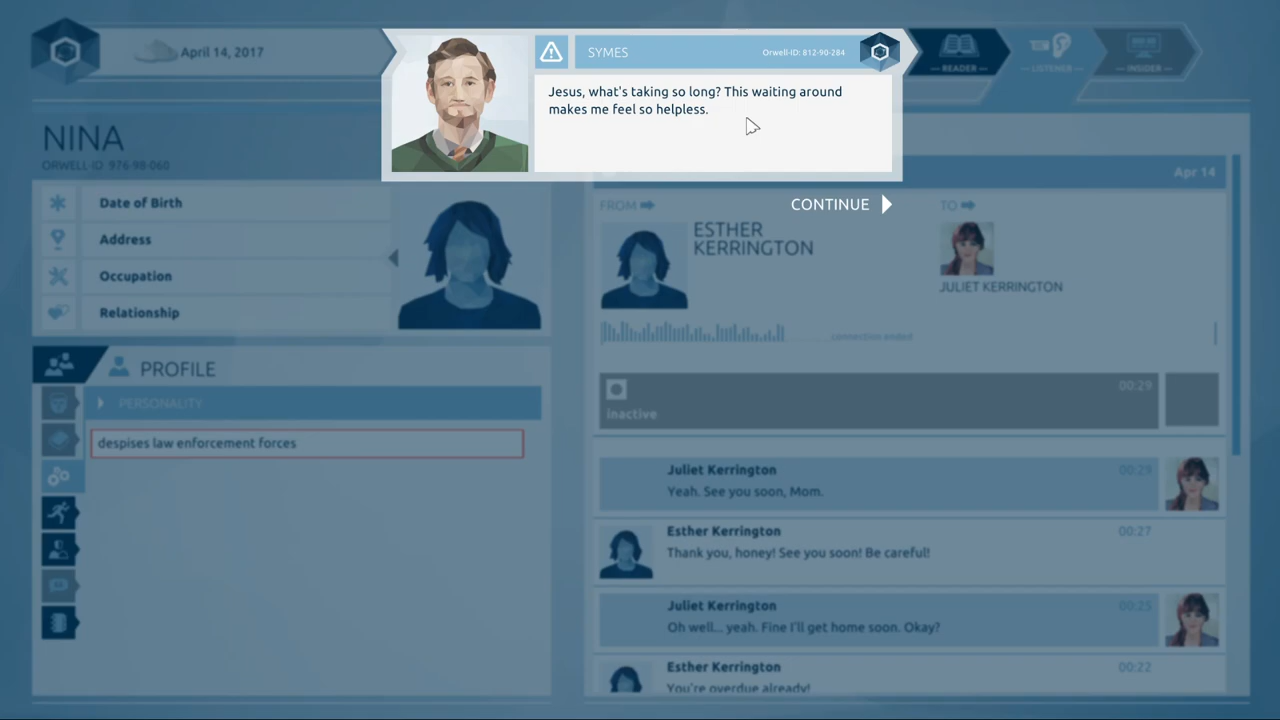 April 14, 2017
SYMES
Orwell-ID: 812-90-284
Jesus, what's taking so long? This waiting around
makes me feel so helpless.
CONTINUE
READER
LISTENER
INSIDER
NINA
ORWELL-ID: 976-98-060
Date of Birth
Address
Occupation
Relationship
PROFILE
PERSONALITY
despises law enforcement forces
Apr 14
FROM
TO
ESTHER
KERRINGTON
JULIET KERRINGTON
connection ended
00:29
inactive
Juliet Kerrington
00:29
Yeah. See you soon, Mom.
Esther Kerrington
00:27
Thank you, honey! See you soon! Be careful!
Juliet Kerrington
00:25
Oh well... yeah. Fine I'll get home soon. Okay?
Esther Kerrington
00:22
You're overdue already!